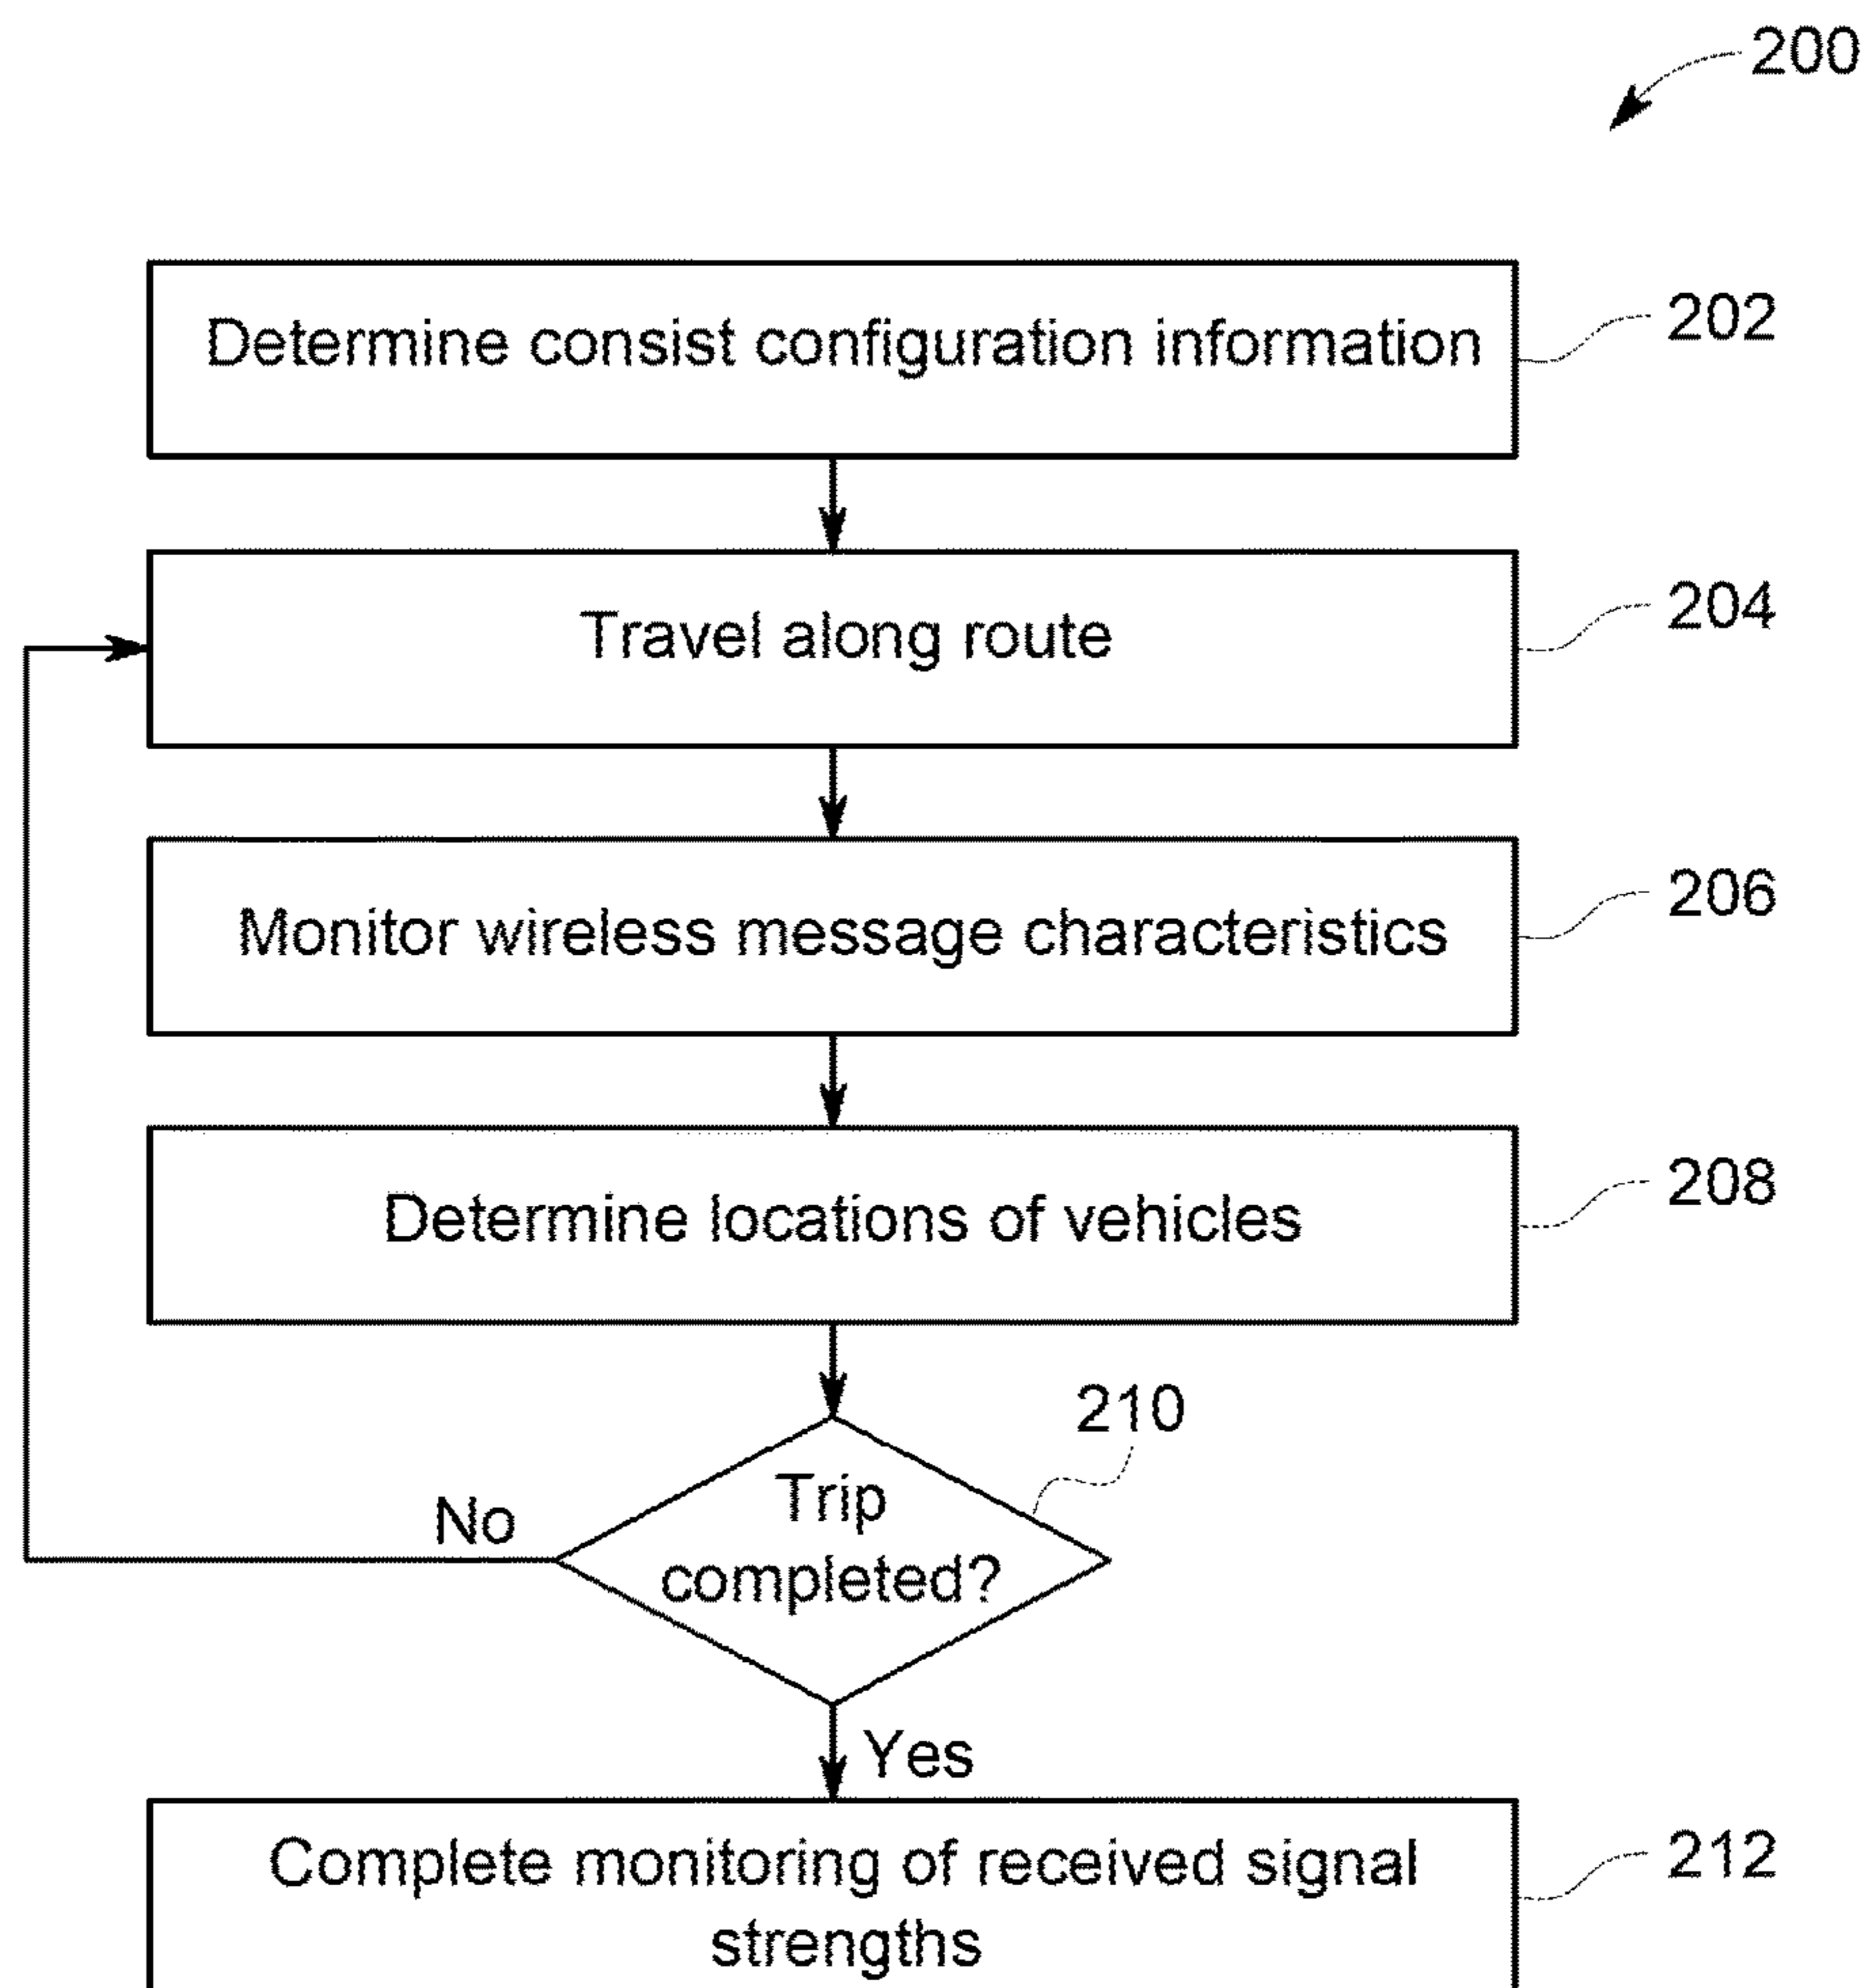 200
Determine consist configuration information
202
Travel along route
204
Monitor wireless message characteristics
206
Determine locations of vehicles
208
210
Trip
completed?
No
Yes
Complete monitoring of received signal
strengths
212